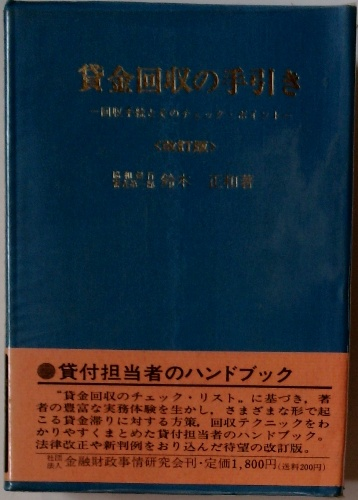 貸金回収の手引き
―回収手続とそのチェック・ポイント―
<改訂版>
鈴木 正和著
●貸付担当者のハンドブック
“貸金回収のチェック・リスト〟に基づき，著
者の豊富な実務体験を生かし，さまざまな形で起
こる貸金滞りに対する方策，回収テクニックをわ
かりやすくまとめた貸付担当者のハンドブック。
法律改正や新判例をおり込んだ待望の改訂版。
社団法人 金融財政事情研究会刊・定価1,800円(送料200円)